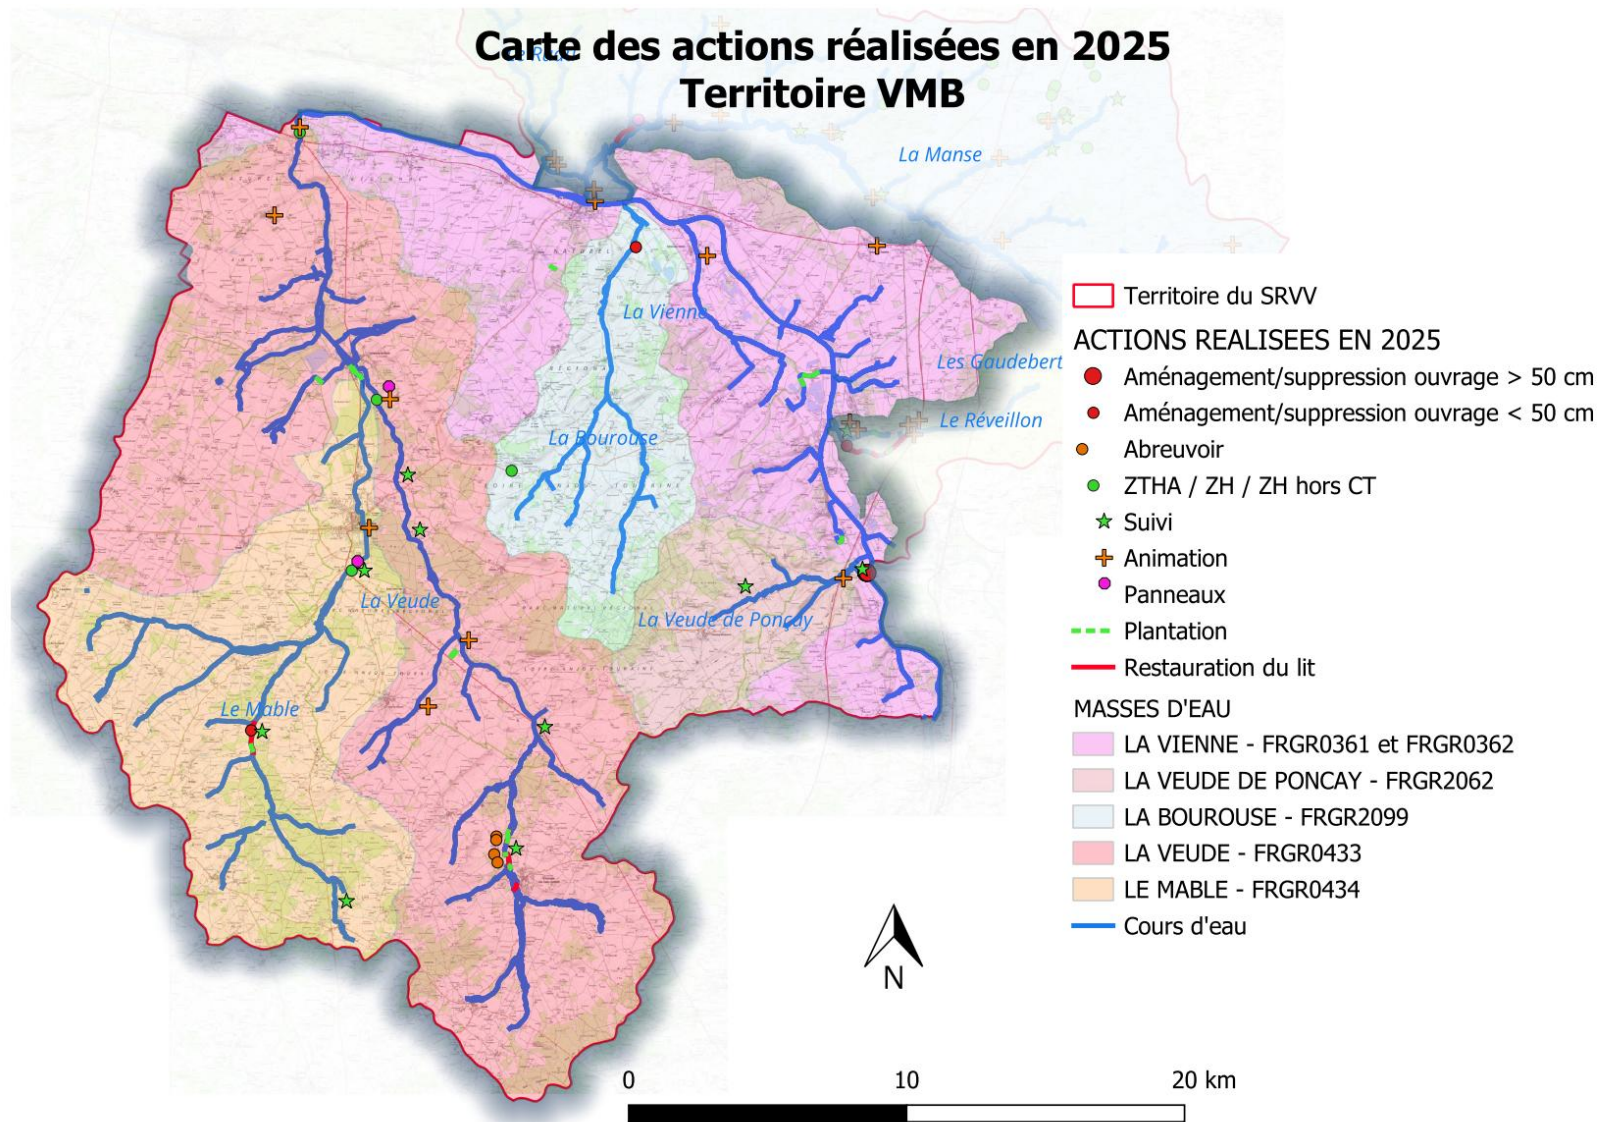 Carte des actions réalisées en 2025
Territoire VMB
La Manse
La Vienne
Les Gaudebert
Le Réveillon
La Bourouse
La Veude
La Veude de Ponçay
Le Mable
Territoire du SRVV
ACTIONS REALISEES EN 2025
Aménagement/suppression ouvrage > 50 cm
Aménagement/suppression ouvrage < 50 cm
Abreuvoir
ZTHA / ZH / ZH hors CT
Suivi
Animation
Panneaux
Plantation
Restauration du lit
MASSES D'EAU
LA VIENNE - FRGR0361 et FRGR0362
LA VEUDE DE PONCAY - FRGR2062
LA BOUROUSE - FRGR2099
LA VEUDE - FRGR0433
LE MABLE - FRGR0434
Cours d'eau
N
0 10 20 km